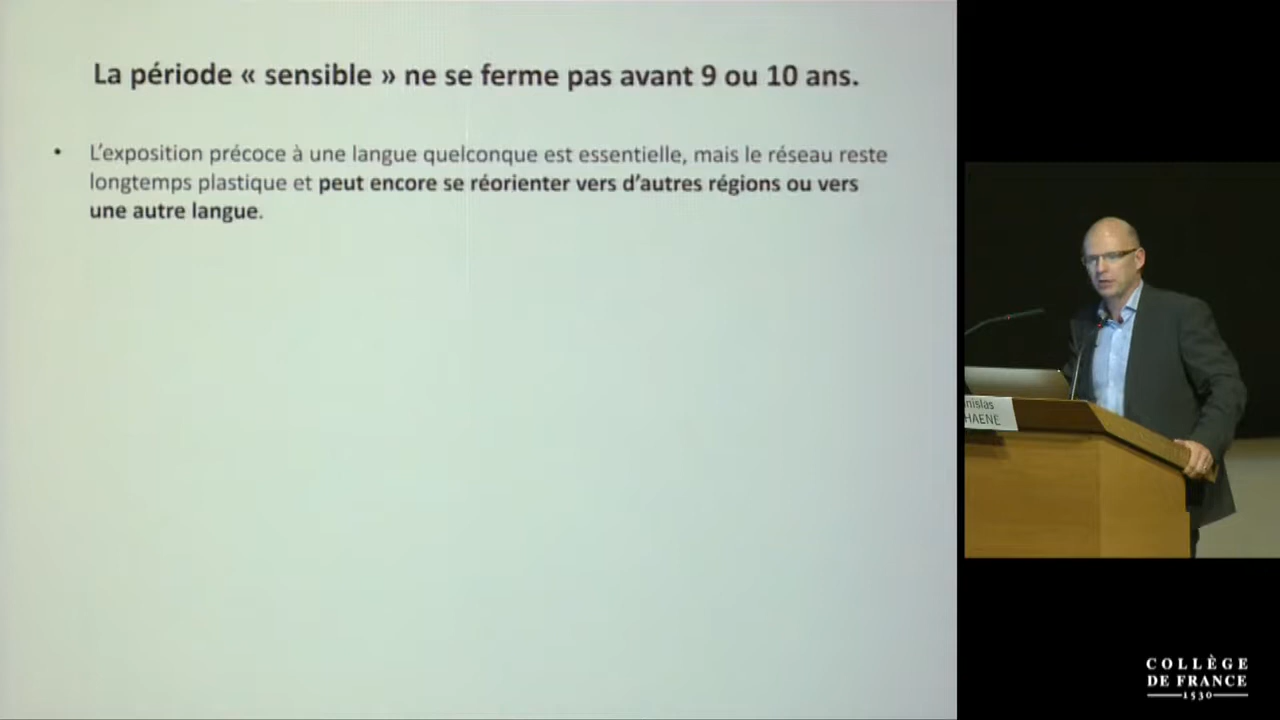 La période « sensible » ne se ferme pas avant 9 ou 10 ans.
• L'exposition précoce à une langue quelconque est essentielle, mais le réseau reste
longtemps plastique et peut encore se réorienter vers d'autres régions ou vers
une autre langue.
nislas
HAENE
COLLÈGE
DE FRANCE
1530